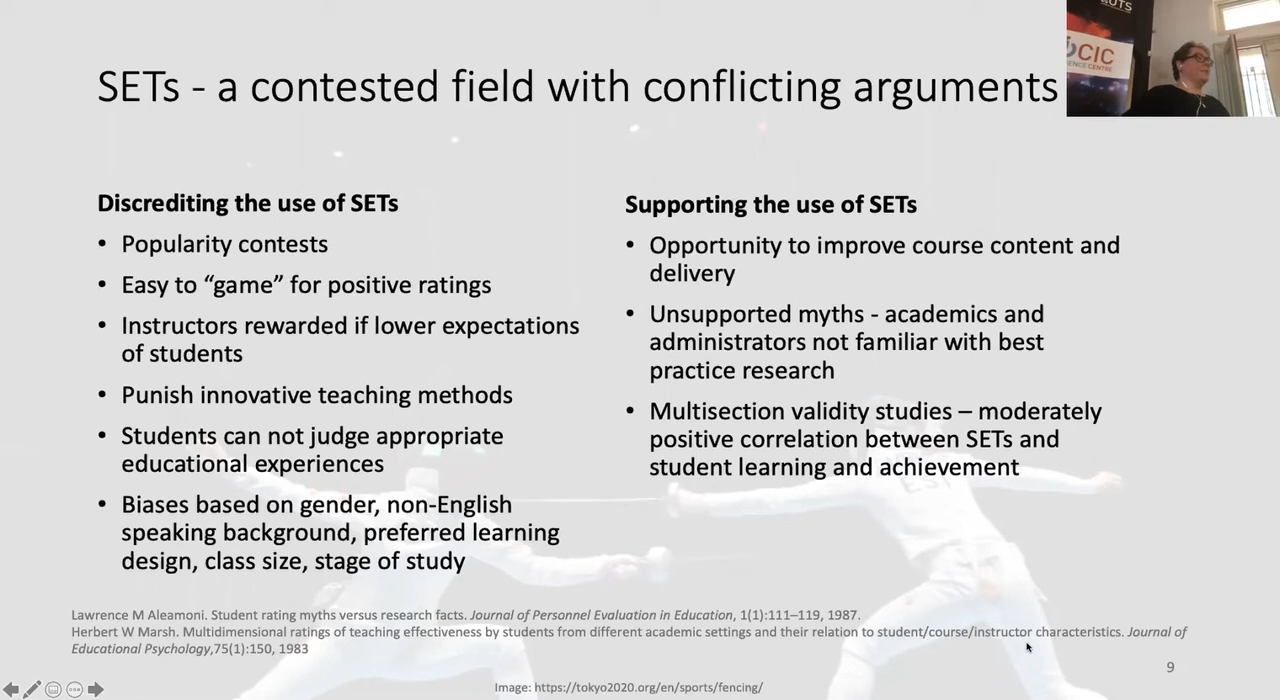 SETs - a contested field with conflicting arguments
UTS
CIC
ENCE CENTRE
Discrediting the use of SETs
• Popularity contests
• Easy to “game” for positive ratings
• Instructors rewarded if lower expectations
of students
• Punish innovative teaching methods
• Students can not judge appropriate
educational experiences
• Biases based on gender, non-English
speaking background, preferred learning
design, class size, stage of study
Supporting the use of SETs
• Opportunity to improve course content and
delivery
• Unsupported myths - academics and
administrators not familiar with best
practice research
• Multisection validity studies – moderately
positive correlation between SETs and
student learning and achievement
Lawrence M Aleamoni. Student rating myths versus research facts. Journal of Personnel Evaluation in Education, 1(1):111–119, 1987.
Herbert W Marsh. Multidimensional ratings of teaching effectiveness by students from different academic settings and their relation to student/course/instructor characteristics. Journal of
Educational Psychology,75(1):150, 1983
9
Image: https://tokyo2020.org/en/sports/fencing/